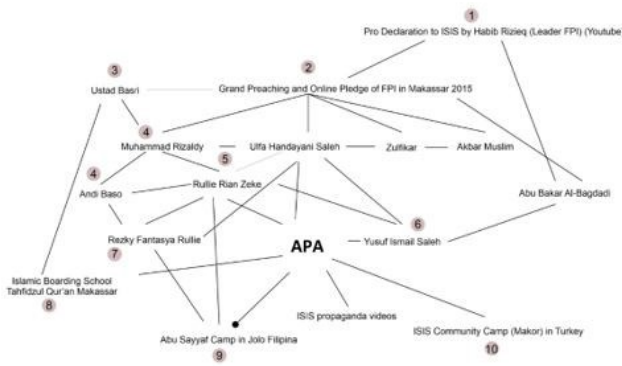 1
Pro Declaration to ISIS by Habib Rizieq (Leader FPI) (Youtube)
2
3
Grand Preaching and Online Pledge of FPI in Makassar 2015
Ustad Basri
4
Muhammad Rizaldy
Ulfa Handayani Saleh
Zulfikar
Akbar Muslim
5
4
Rullie Rian Zeke
Andi Baso
Abu Bakar Al-Bagdadi
6
Rezky Fantasya Rullie
APA
Yusuf Ismail Saleh
7
Islamic Boarding School
Tahfidzul Qur'an Makassar
8
ISIS propaganda videos
Abu Sayyaf Camp in Jolo Filipina
9
ISIS Community Camp (Makor) in Turkey
10